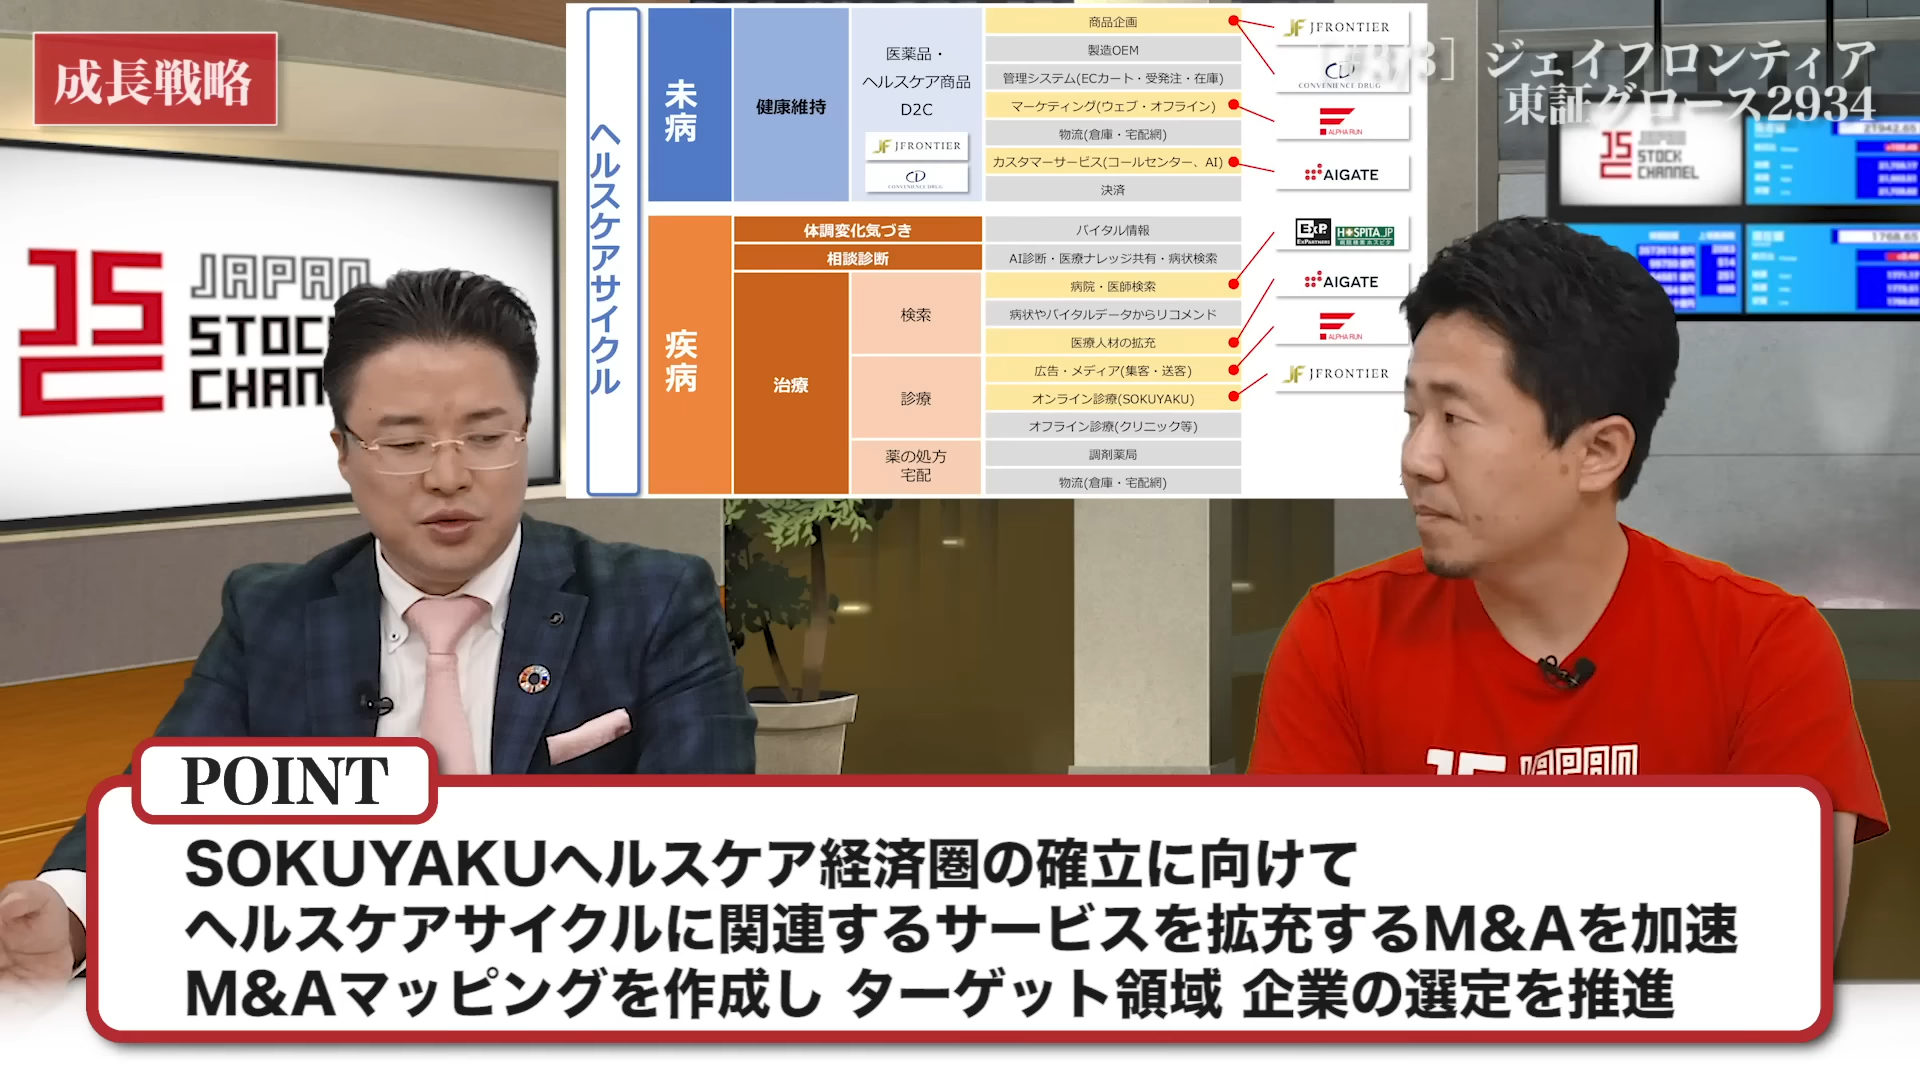 成長戦略
ジェイフロンティア
東証グロース2934
JAPAN
STOCK
CHAN
ヘルスケアサイクル
未病
健康維持
医薬品・
ヘルスケア商品
D2C
JFRONTIER
CONVENIENCE DRUG
商品企画
製造OEM
管理システム(ECカート・受発注・在庫)
マーケティング(ウェブ・オフライン)
物流(倉庫・宅配網)
カスタマーサービス(コールセンター、AI)
決済
JFRONTIER
CONVENIENCE DRUG
ALPHA RUN
AIGATE
疾病
体調変化気づき
相談診断
治療
検索
診療
薬の処方
宅配
バイタル情報
AI診断・医療ナレッジ共有・病状検索
病院・医師検索
病状やバイタルデータからリコメンド
医療人材の拡充
広告・メディア(集客・送客)
オンライン診療(SOKUYAKU)
オフライン診療(クリニック等)
調剤薬局
物流(倉庫・宅配網)
ExP.
ExPartners
HOSPITA.JP
AIGATE
ALPHA RUN
JFRONTIER
JAPAN
STOCK
CHANNEL
JAPAN
POINT
SOKUYAKUヘルスケア経済圏の確立に向けて
ヘルスケアサイクルに関連するサービスを拡充するM&Aを加速
M&Aマッピングを作成し ターゲット領域 企業の選定を推進